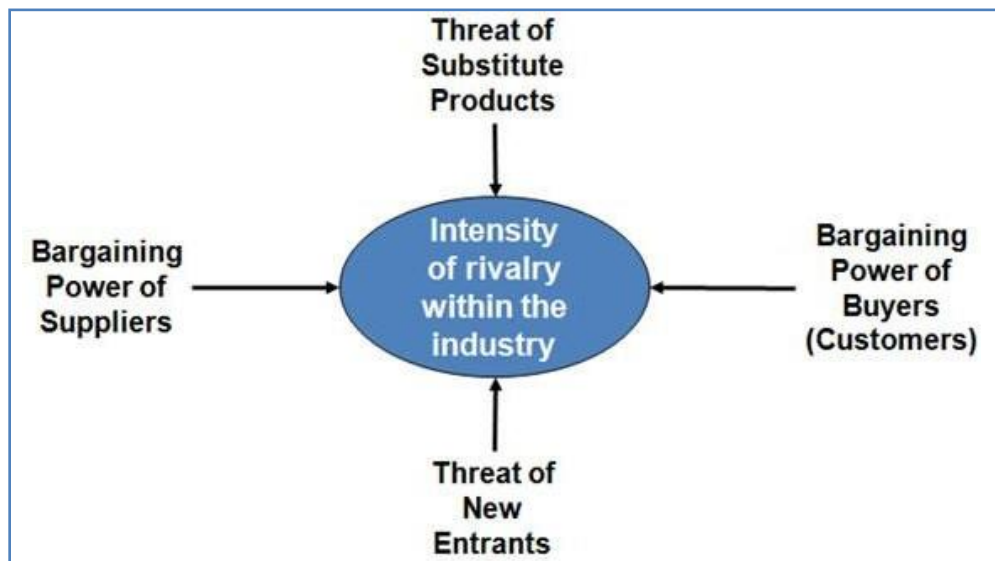 Threat of
Substitute
Products
Bargaining
Power of
Suppliers
Intensity
of rivalry
within the
industry
Bargaining
Power of
Buyers
(Customers)
Threat of
New
Entrants